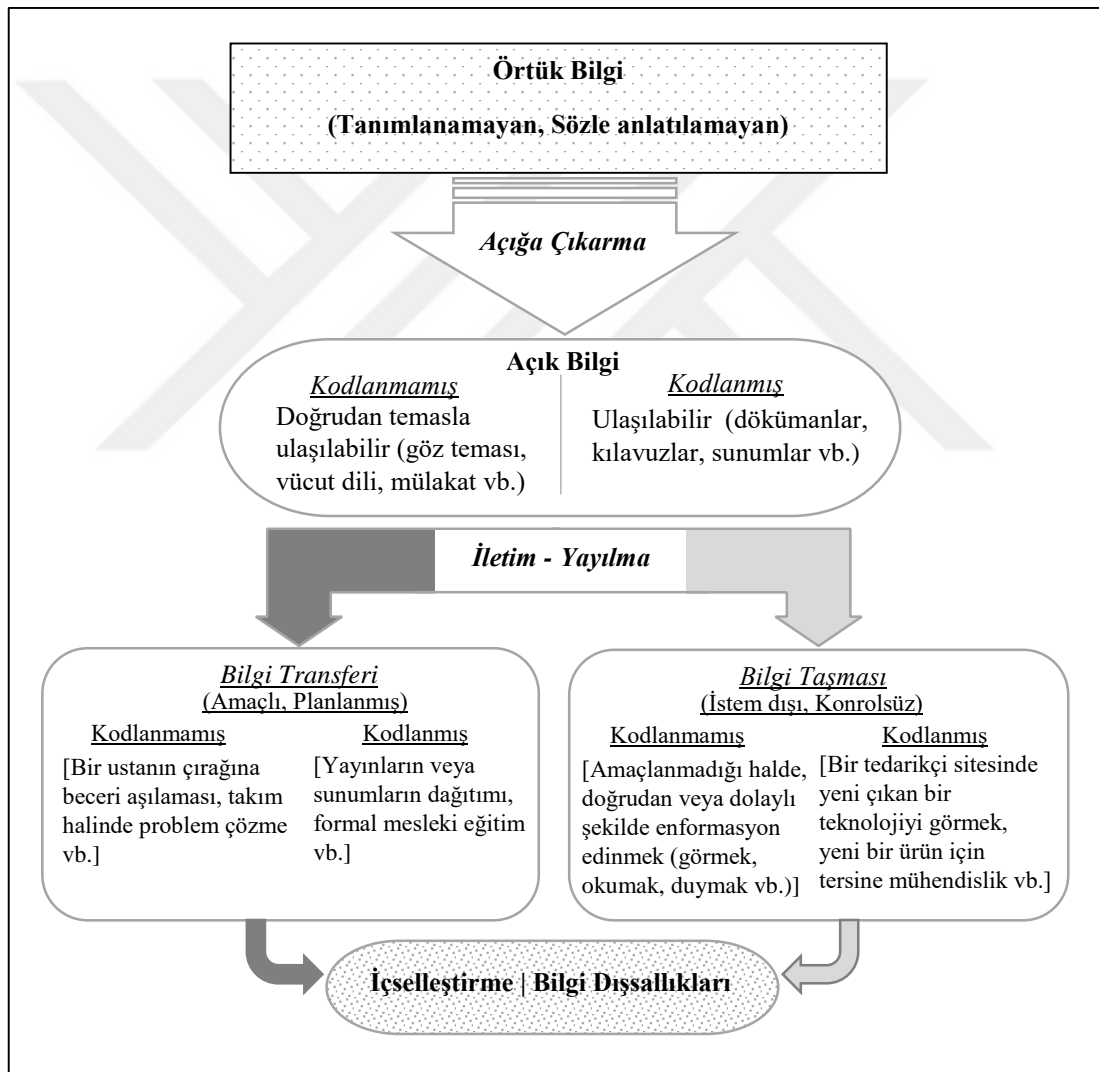 Örtük Bilgi
(Tanımlanamayan, Sözle anlatılamayan)
Açığa Çıkarma
Açık Bilgi
Kodlanmamış
Doğrudan temasla
ulaşılabilir (göz teması,
vücut dili, mülakat vb.)
Kodlanmış
Ulaşılabilir (dökümanlar,
kılavuzlar, sunumlar vb.)
İletim - Yayılma
Bilgi Transferi
(Amaçlı, Planlanmış)
Kodlanmamış
[Bir ustanın çırağına
beceri aşılaması, takım
halinde problem çözme
vb.]
Kodlanmış
[Yayınların veya
sunumların dağıtımı,
formal mesleki eğitim
vb.]
Bilgi Taşması
(İstem dışı, Konrolsüz)
Kodlanmamış
[Amaçlanmadığı halde,
doğrudan veya dolaylı
şekilde enformasyon
edinmek (görmek,
okumak, duymak vb.)]
Kodlanmış
[Bir tedarikçi sitesinde
yeni çıkan bir
teknolojiyi görmek,
yeni bir ürün için
tersine mühendislik vb.]
İçselleştirme | Bilgi Dışsallıkları